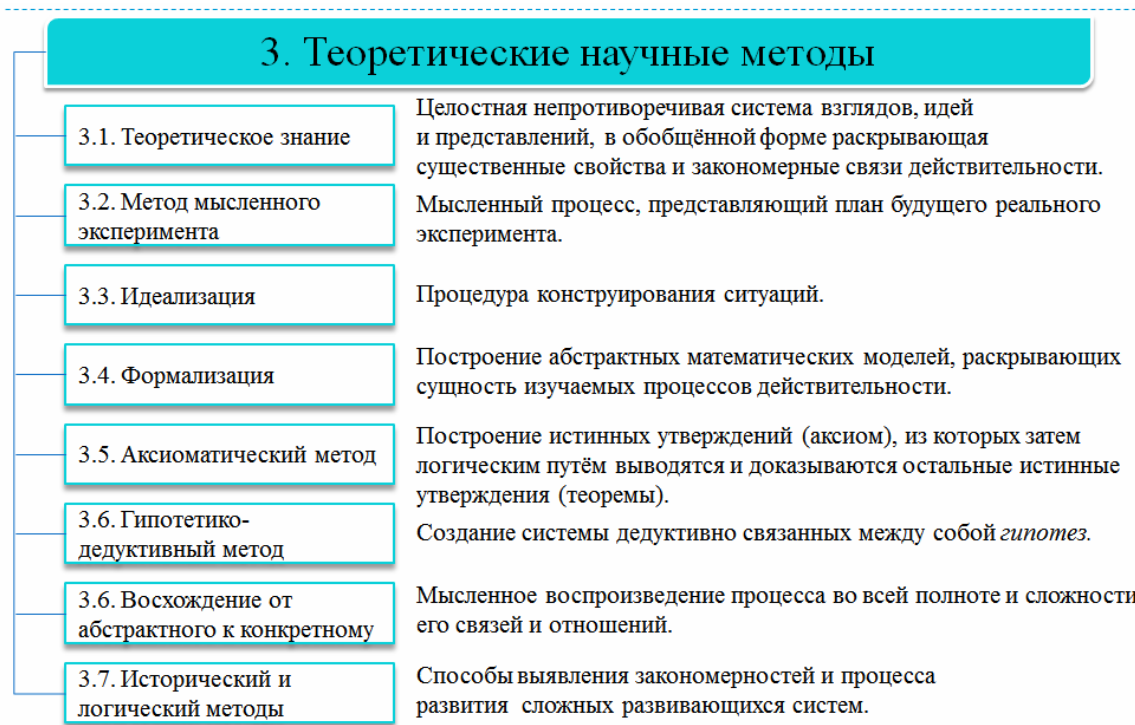 3. Теоретические научные методы
3.1. Теоретическое знание
Целостная непротиворечивая система взглядов, идей
и представлений, в обобщённой форме раскрывающая
существенные свойства и закономерные связи действительности.
3.2. Метод мысленного
эксперимента
Мысленный процесс, представляющий план будущего реального
эксперимента.
3.3. Идеализация
Процедура конструирования ситуаций.
3.4. Формализация
Построение абстрактных математических моделей, раскрывающих
сущность изучаемых процессов действительности.
3.5. Аксиоматический метод
Построение истинных утверждений (аксиом), из которых затем
логическим путём выводятся и доказываются остальные истинные
утверждения (теоремы).
3.6. Гипотетико-
дедуктивный метод
Создание системы дедуктивно связанных между собой гипотез.
3.6. Восхождение от
абстрактного к конкретному
Мысленное воспроизведение процесса во всей полноте и сложности
его связей и отношений.
3.7. Исторический и
логический методы
Способы выявления закономерностей и процесса
развития сложных развивающихся систем.